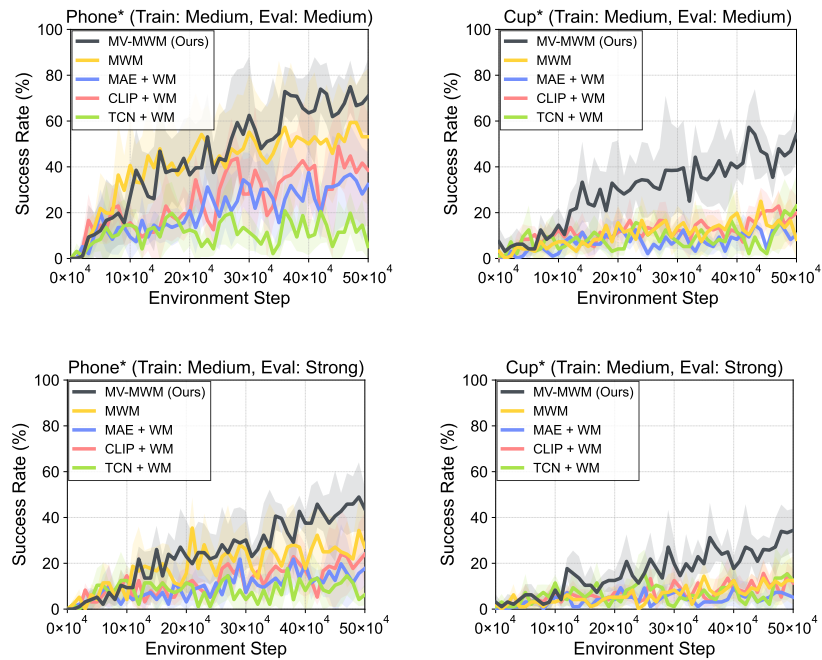 Phone* (Train: Medium, Eval: Medium)
100
80
60
40
20
0
Success Rate (%)
MV-MWM (Ours)
MWM
MAE + WM
CLIP + WM
TCN + WM
0×10⁴ 10×10⁴ 20×10⁴ 30×10⁴ 40×10⁴ 50×10⁴
Environment Step
Cup* (Train: Medium, Eval: Medium)
100
80
60
40
20
0
Success Rate (%)
MV-MWM (Ours)
MWM
MAE + WM
CLIP + WM
TCN + WM
0×10⁴ 10×10⁴ 20×10⁴ 30×10⁴ 40×10⁴ 50×10⁴
Environment Step
Phone* (Train: Medium, Eval: Strong)
100
80
60
40
20
0
Success Rate (%)
MV-MWM (Ours)
MWM
MAE + WM
CLIP + WM
TCN + WM
0×10⁴ 10×10⁴ 20×10⁴ 30×10⁴ 40×10⁴ 50×10⁴
Environment Step
Cup* (Train: Medium, Eval: Strong)
100
80
60
40
20
0
Success Rate (%)
MV-MWM (Ours)
MWM
MAE + WM
CLIP + WM
TCN + WM
0×10⁴ 10×10⁴ 20×10⁴ 30×10⁴ 40×10⁴ 50×10⁴
Environment Step